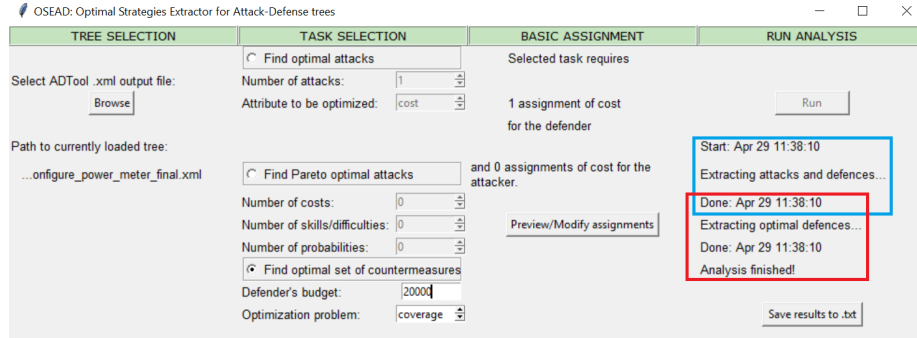 OSEAD: Optimal Strategies Extractor for Attack-Defense trees
TREE SELECTION
TASK SELECTION
BASIC ASSIGNMENT
RUN ANALYSIS
Select ADTool .xml output file:
Browse
Path to currently loaded tree:
...onfigure_power_meter_final.xml
Find optimal attacks
Number of attacks: 1
Attribute to be optimized: cost
Find Pareto optimal attacks
Number of costs: 0
Number of skills/difficulties: 0
Number of probabilities: 0
Find optimal set of countermeasures
Defender's budget: 20000
Optimization problem: coverage
Selected task requires
1 assignment of cost
for the defender
and 0 assignments of cost for the
attacker.
Preview/Modify assignments
Run
Start: Apr 29 11:38:10
Extracting attacks and defences...
Done: Apr 29 11:38:10
Extracting optimal defences...
Done: Apr 29 11:38:10
Analysis finished!
Save results to .txt